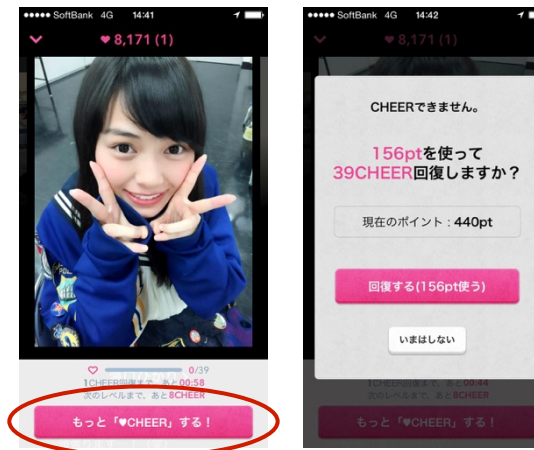 SoftBank 4G 14:41
♥ 8,171 (1)
0/39
1CHEER回復まで、あと00:58
次のレベルまで、あと8CHEER
もっと「♥CHEER」する！
SoftBank 4G 14:42
♥ 8,171 (1)
CHEERできません。
156ptを使って
39CHEER回復しますか？
現在のポイント：440pt
回復する(156pt使う)
いまはしない
1CHEER回復まで、あと00:44
次のレベルまで、あと8CHEER
もっと「♥CHEER」する！